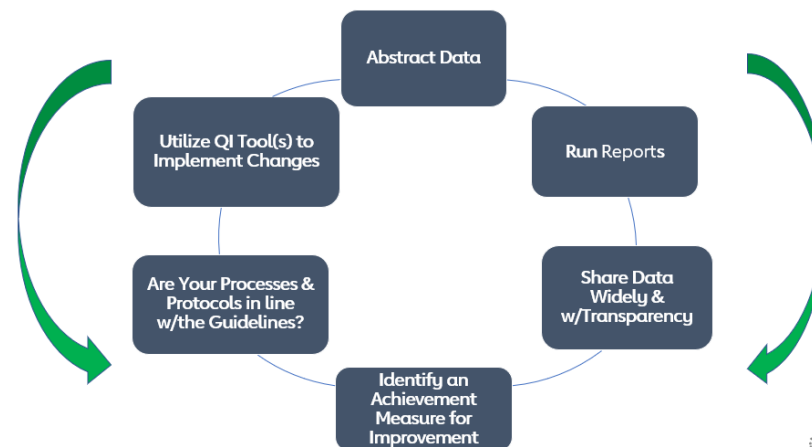 Abstract Data
Run Reports
Share Data
Widely &
w/Transparency
Identify an
Achievement
Measure for
Improvement
Are Your Processes &
Protocols in line
w/the Guidelines?
Utilize QI Tool(s) to
Implement Changes